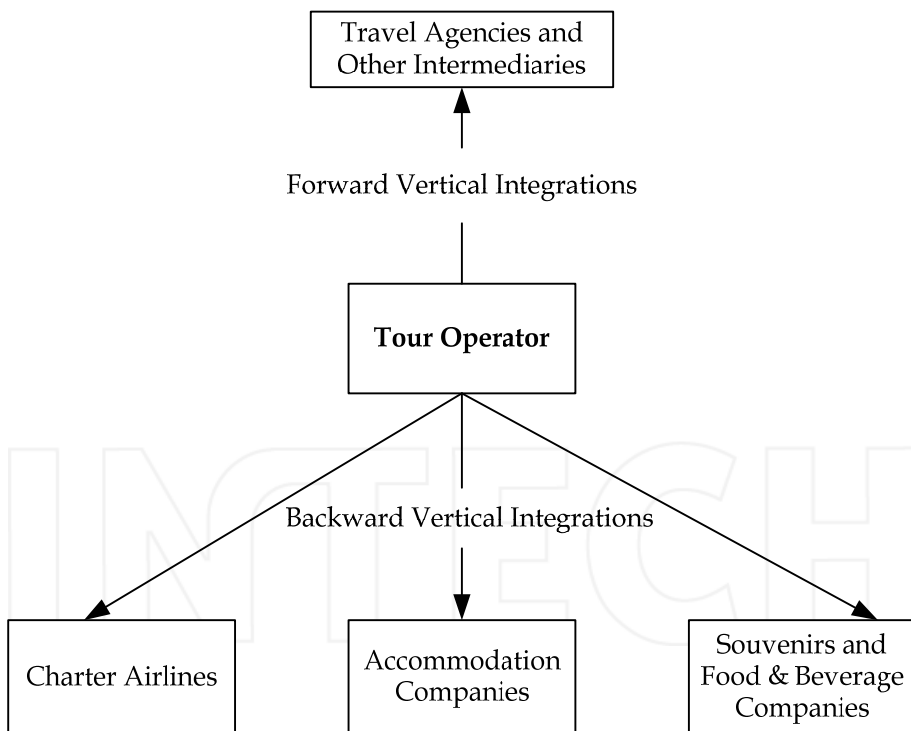 Travel Agencies and
Other Intermediaries
Forward Vertical Integrations
Tour Operator
INTECH
Backward Vertical Integrations
Charter Airlines
Accommodation
Companies
Souvenirs and
Food & Beverage
Companies